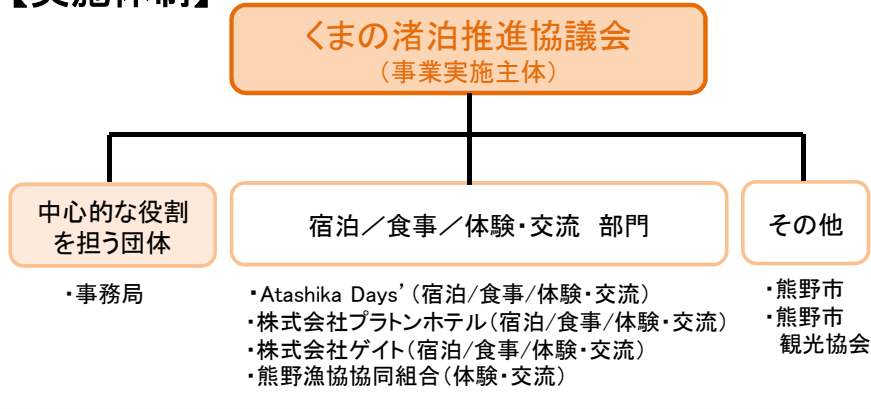 【実施体制】
くまの渚泊推進協議会
（事業実施主体）
中心的な役割
を担う団体
・事務局
宿泊／食事／体験・交流 部門
・Atashika Days’（宿泊/食事/体験・交流）
・株式会社プラトンホテル（宿泊/食事/体験・交流）
・株式会社ゲイト（宿泊/食事/体験・交流）
・熊野漁協協同組合（体験・交流）
その他
・熊野市
・熊野市
観光協会